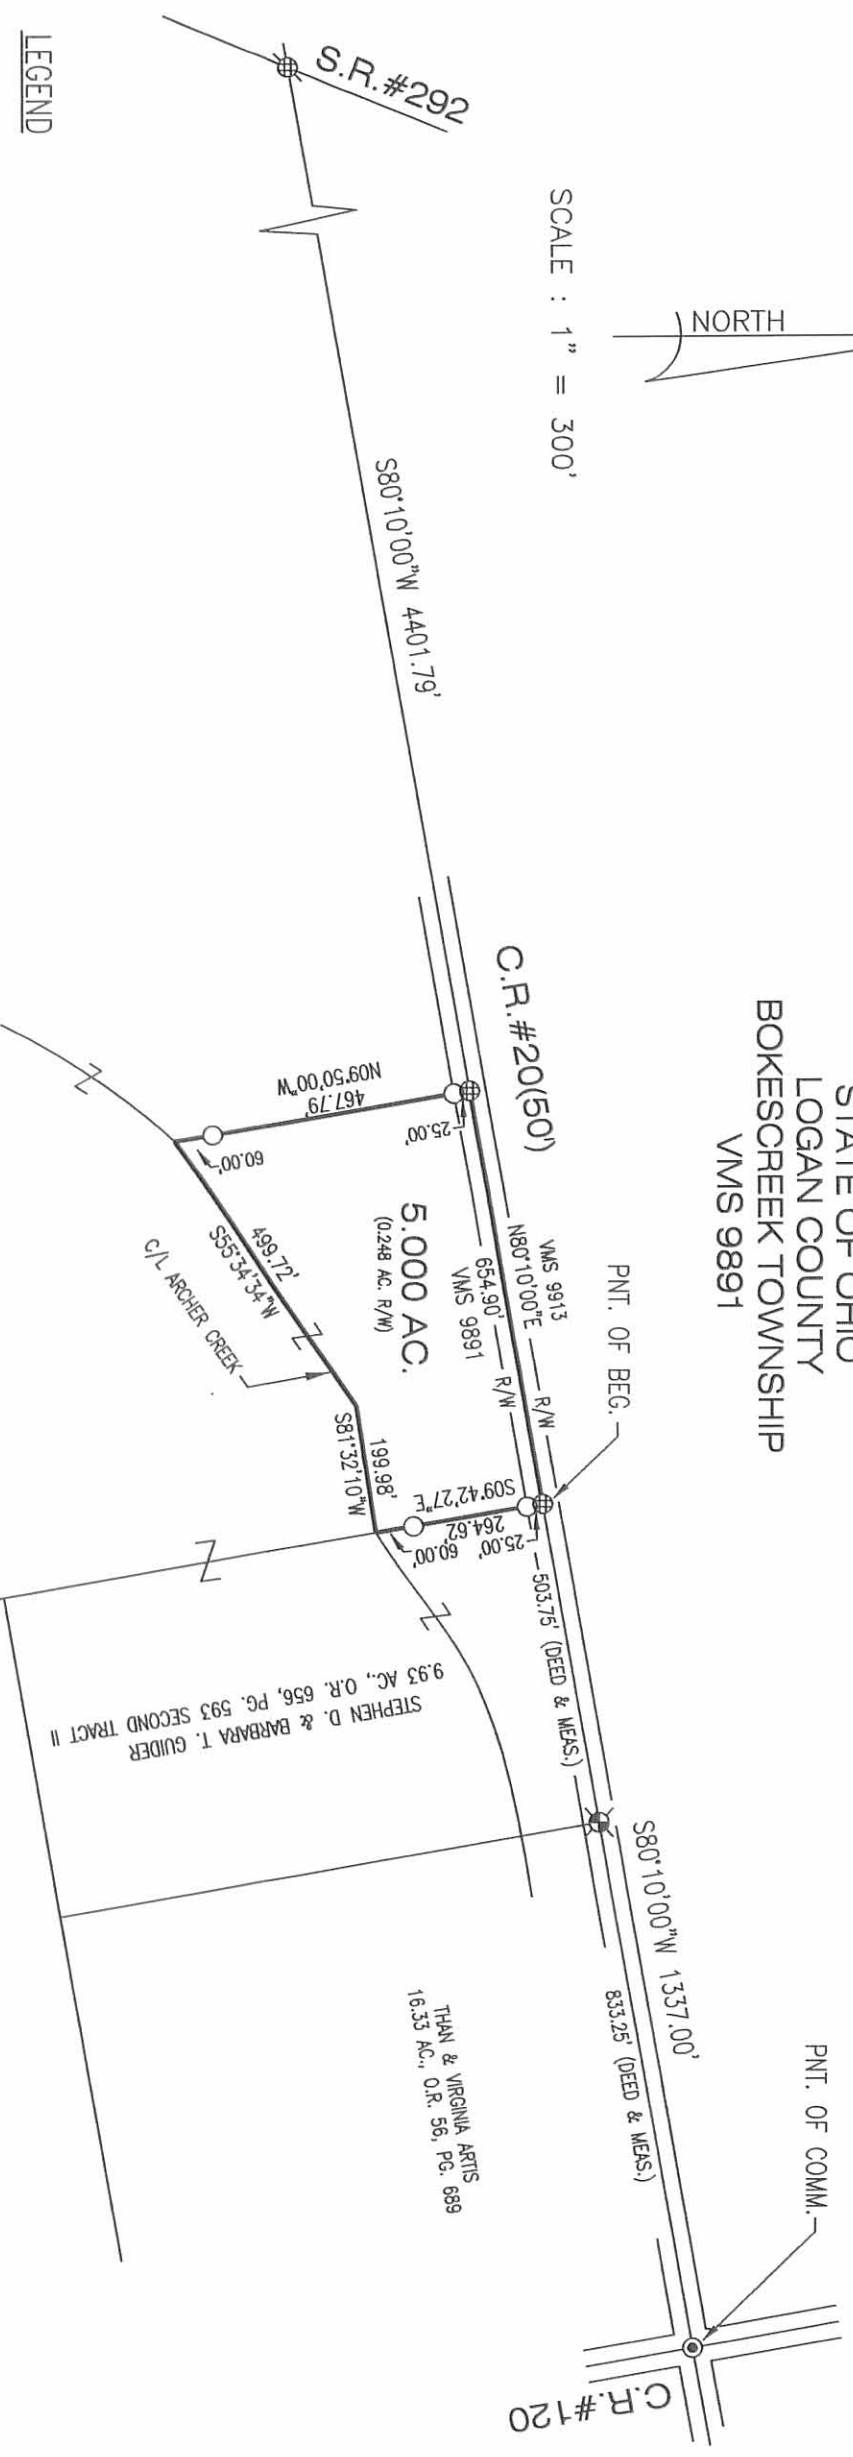 STATE OF OHIO
LOGAN COUNTY
BOKESCREEK TOWNSHIP
VMS 9891
NORTH
SCALE : 1" = 300'
LEGEND
S.R.#292
S80°10'00"W 4401.79'
C.R.#20(50')
PNT. OF BEG.
VMS 9913
N80°10'00"E
R/W
654.90'
R/W
VMS 9891
25.00'
N09°50'00"W
467.79'
60.00'
5.000 AC.
(0.248 AC. R/W)
499.72'
S55°34'34"W
C/L ARCHER CREEK
199.98'
S81°32'10"W
S09°42'27"E
264.62'
25.00'
60.00'
503.75' (DEED & MEAS.)
STEPHEN D. & BARBARA T. GUIDER
9.93 AC., O.R. 656, PG. 593 SECOND TRACT II
S80°10'00"W 1337.00'
833.25' (DEED & MEAS.)
THAN & VIRGINIA ARTIS
16.33 AC., O.R. 56, PG. 689
PNT. OF COMM.
C.R.#120